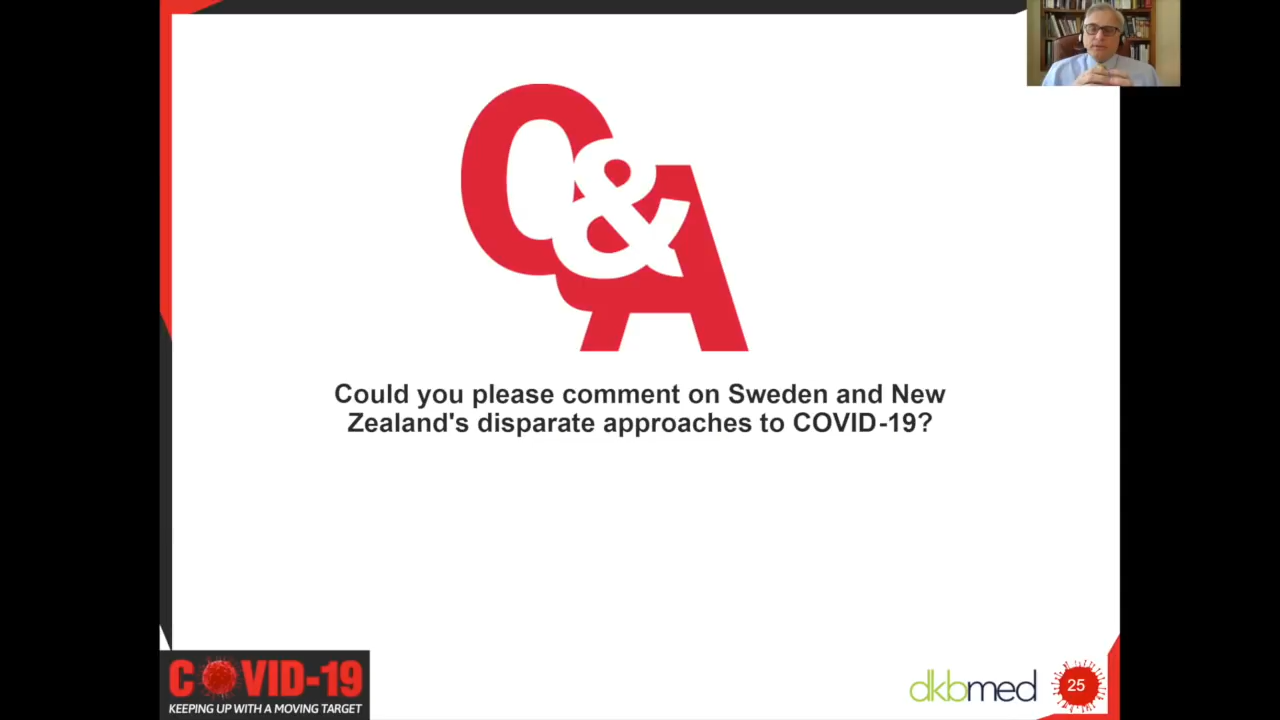 Q&A
Could you please comment on Sweden and New
Zealand's disparate approaches to COVID-19?
COVID-19
KEEPING UP WITH A MOVING TARGET
dkbmed
25